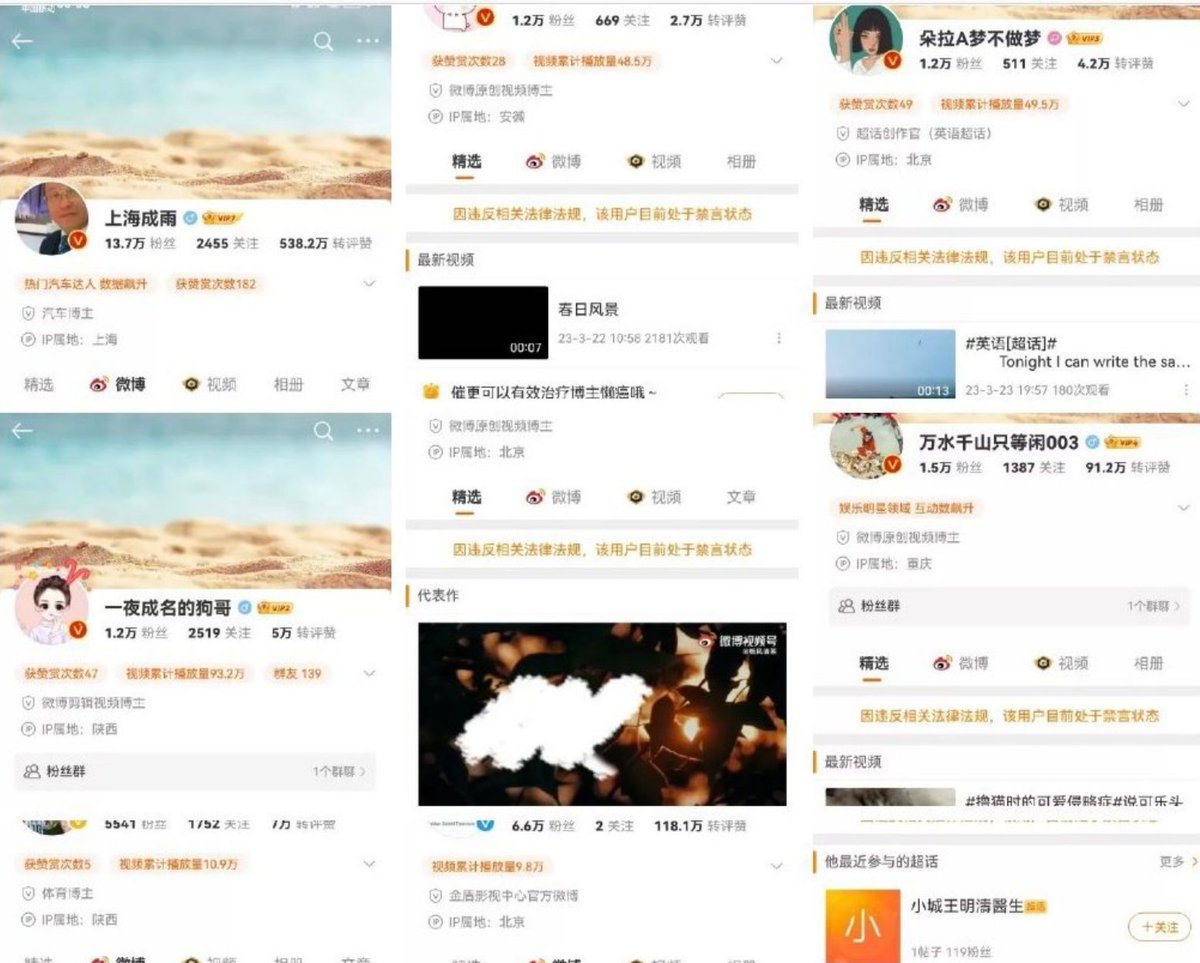 上海成雨 VIP7
13.7万 粉丝 2455 关注 538.2万 转评赞
热门汽车达人 数据飙升 获赞赏次数182
汽车博主
IP属地：上海
精选 微博 视频 相册 文章
一夜成名的狗哥 VIP2
1.2万 粉丝 2519 关注 5万 转评赞
获赞赏次数47 视频累计播放量93.2万 群友 139
微博剪辑视频博主
IP属地：陕西
粉丝群 1个群聊
5541 粉丝 1752 关注 7万 转评赞
获赞赏次数5 视频累计播放量10.9万
体育博主
IP属地：陕西
精选 微博 视频 相册 文章
1.2万 粉丝 669 关注 2.7万 转评赞
获赞赏次数28 视频累计播放量48.5万
微博原创视频博主
IP属地：安徽
精选 微博 视频 相册
因违反相关法律法规，该用户目前处于禁言状态
最新视频
春日风景
00:07
23-3-22 10:58 2181次观看
催更可以有效治疗博主懒癌哦~
微博原创视频博主
IP属地：北京
精选 微博 视频 文章
因违反相关法律法规，该用户目前处于禁言状态
代表作
微博视频号
6.6万 粉丝 2 关注 118.1万 转评赞
视频累计播放量9.8万
金盾影视中心官方微博
IP属地：北京
朵拉A梦不做梦 VIP5
1.2万 粉丝 511 关注 4.2万 转评赞
获赞赏次数49 视频累计播放量49.5万
超话创作官（英语超话）
IP属地：北京
精选 微博 视频 相册
因违反相关法律法规，该用户目前处于禁言状态
最新视频
#英语[超话]#
Tonight I can write the sa...
00:13
23-3-23 19:57 180次观看
万水千山只等闲003 VIP4
1.5万 粉丝 1387 关注 91.2万 转评赞
娱乐明星领域 互动数飙升
微博原创视频博主
IP属地：重庆
粉丝群 1个群聊
精选 微博 视频 相册
因违反相关法律法规，该用户目前处于禁言状态
最新视频
#撸猫时的可爱侵略症#说可乐头
他最近参与的超话 更多
小
小城王明濤醫生 超话
1帖子 119粉丝
+关注